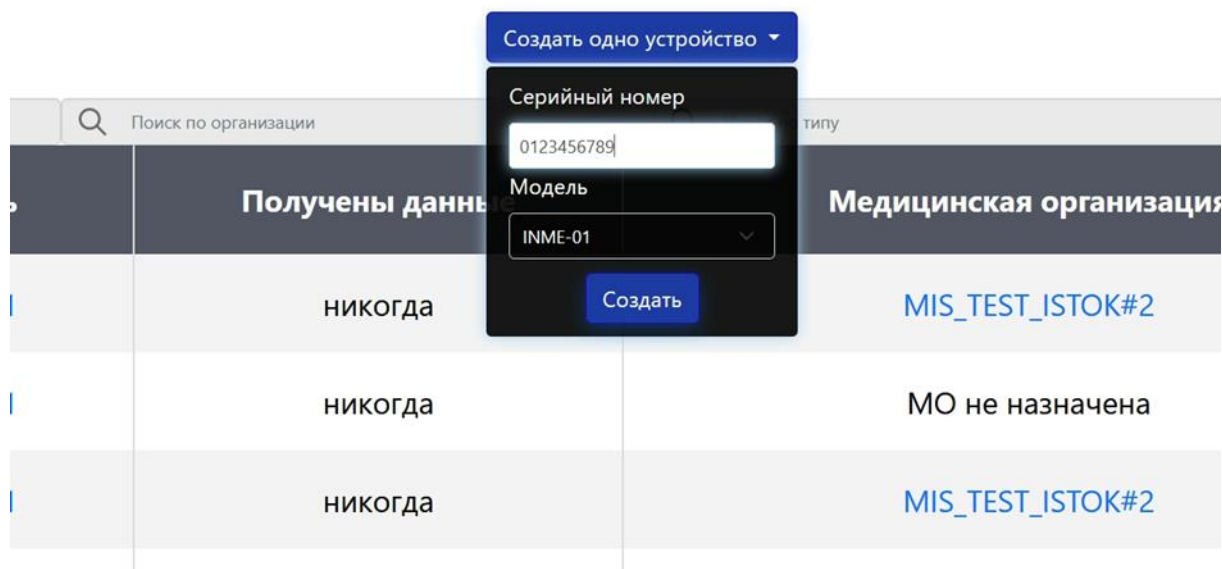 Создать одно устройство
Серийный номер
Поиск по организации
типу
0123456789
Модель
Получены данные
Медицинская организация
INME-01
Создать
никогда
MIS_TEST_ISTOK#2
никогда
МО не назначена
никогда
MIS_TEST_ISTOK#2